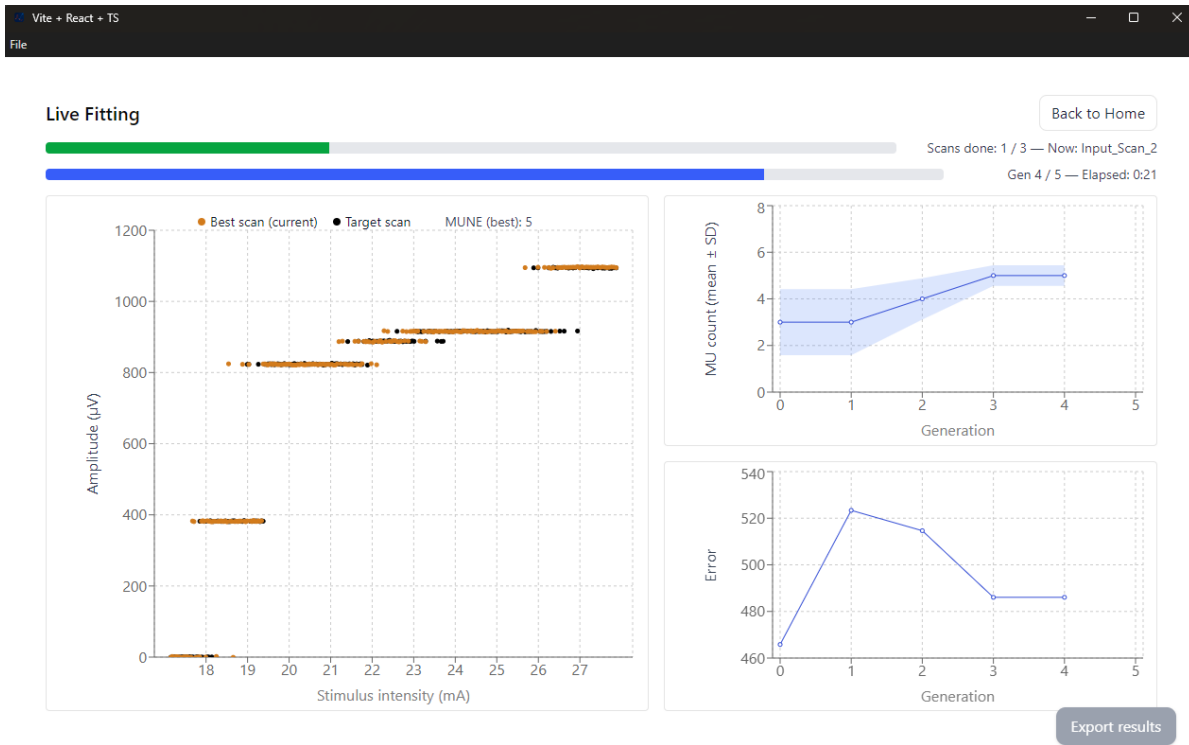 Vite + React + TS
File
Live Fitting
Back to Home
Scans done: 1 / 3 — Now: Input_Scan_2
Gen 4 / 5 — Elapsed: 0:21
Best scan (current) Target scan MUNE (best): 5
1200
1000
800
600
400
200
0
Amplitude (µV)
18 19 20 21 22 23 24 25 26 27
Stimulus intensity (mA)
8
6
4
2
0
MU count (mean ± SD)
0 1 2 3 4 5
Generation
540
520
500
480
460
Error
0 1 2 3 4 5
Generation
Export results